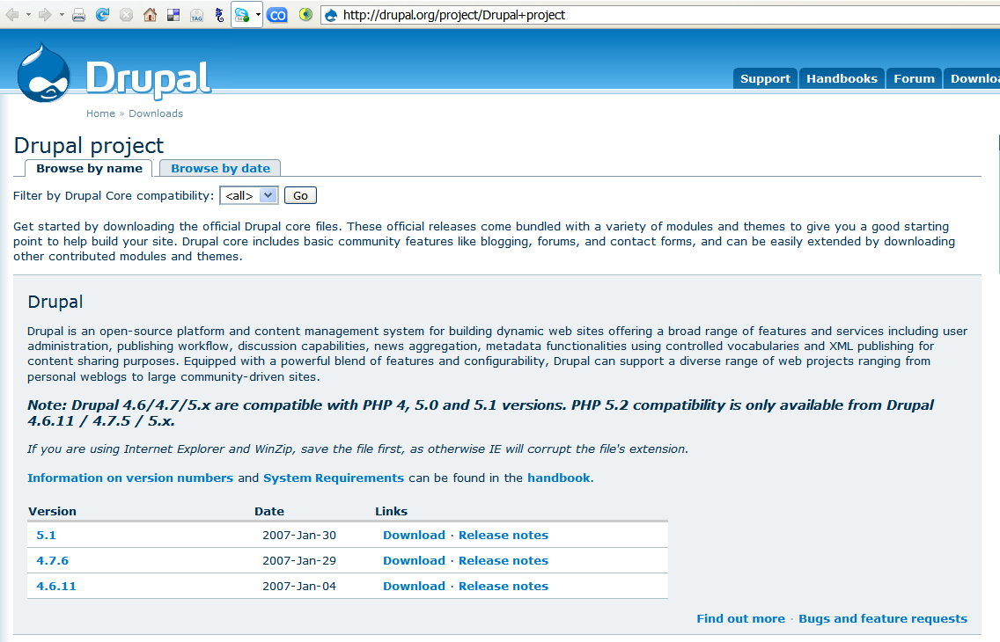 http://drupal.org/project/Drupal+project
TAG
CO
Drupal
Support Handbooks Forum Downloa
Home » Downloads
Drupal project
Browse by name Browse by date
Filter by Drupal Core compatibility: <all> Go
Get started by downloading the official Drupal core files. These official releases come bundled with a variety of modules and themes to give you a good starting
point to help build your site. Drupal core includes basic community features like blogging, forums, and contact forms, and can be easily extended by downloading
other contributed modules and themes.
Drupal
Drupal is an open-source platform and content management system for building dynamic web sites offering a broad range of features and services including user
administration, publishing workflow, discussion capabilities, news aggregation, metadata functionalities using controlled vocabularies and XML publishing for
content sharing purposes. Equipped with a powerful blend of features and configurability, Drupal can support a diverse range of web projects ranging from
personal weblogs to large community-driven sites.
Note: Drupal 4.6/4.7/5.x are compatible with PHP 4, 5.0 and 5.1 versions. PHP 5.2 compatibility is only available from Drupal
4.6.11 / 4.7.5 / 5.x.
If you are using Internet Explorer and WinZip, save the file first, as otherwise IE will corrupt the file's extension.
Information on version numbers and System Requirements can be found in the handbook.
Version Date Links
5.1 2007-Jan-30 Download · Release notes
4.7.6 2007-Jan-29 Download · Release notes
4.6.11 2007-Jan-04 Download · Release notes
Find out more · Bugs and feature requests